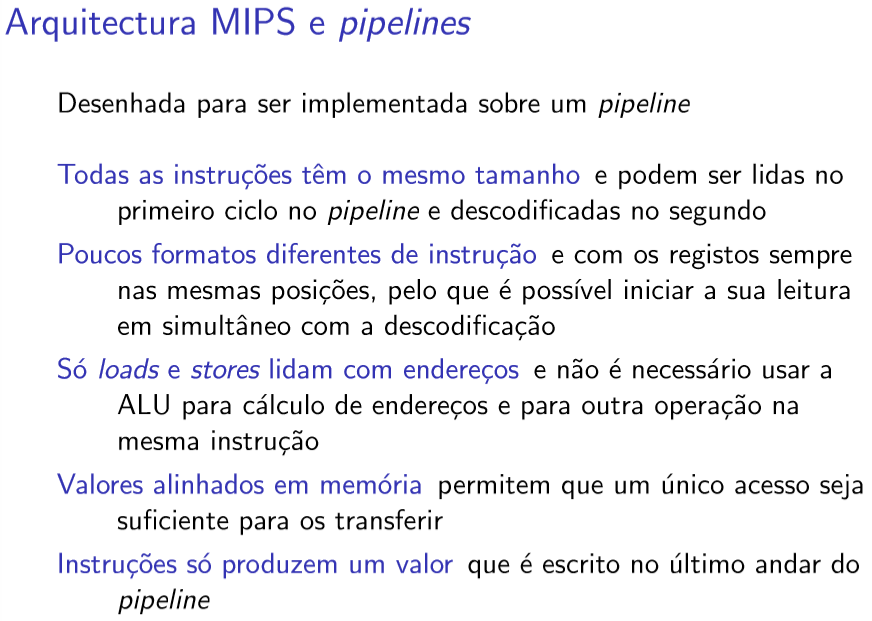 Arquitectura MIPS e pipelines
Desenhada para ser implementada sobre um pipeline
Todas as instruções têm o mesmo tamanho e podem ser lidas no
primeiro ciclo no pipeline e descodificadas no segundo
Poucos formatos diferentes de instrução e com os registos sempre
nas mesmas posições, pelo que é possível iniciar a sua leitura
em simultâneo com a descodificação
Só loads e stores lidam com endereços e não é necessário usar a
ALU para cálculo de endereços e para outra operação na
mesma instrução
Valores alinhados em memória permitem que um único acesso seja
suficiente para os transferir
Instruções só produzem um valor que é escrito no último andar do
pipeline